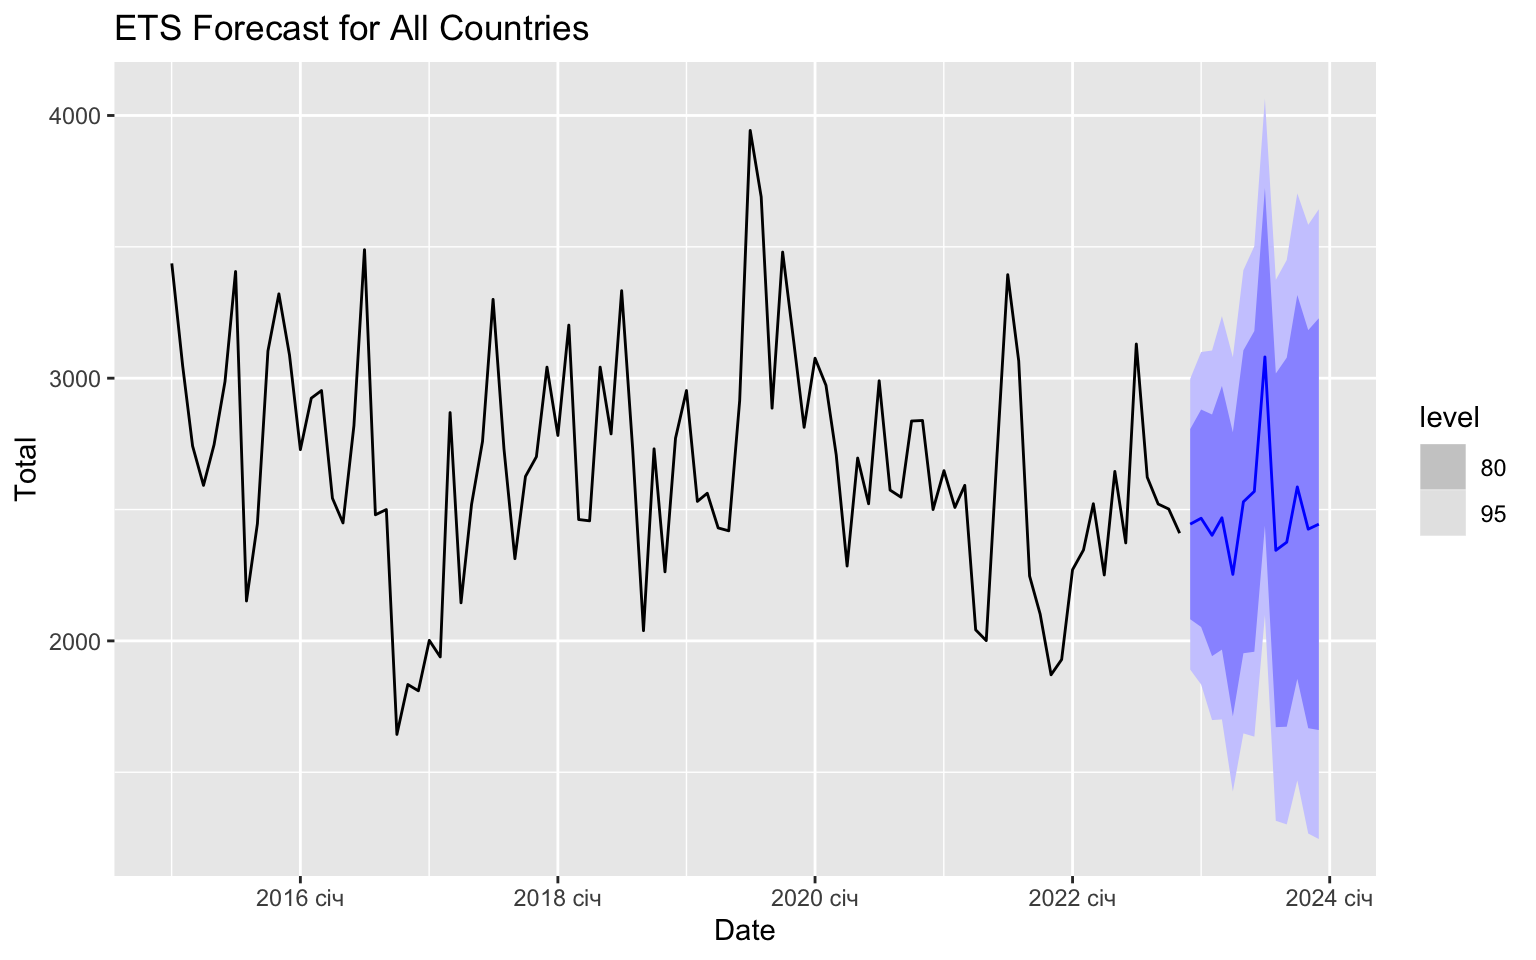 ETS Forecast for All Countries
Total
4000
3000
2000
2016 січ
2018 січ
2020 січ
2022 січ
2024 січ
Date
level
80
95